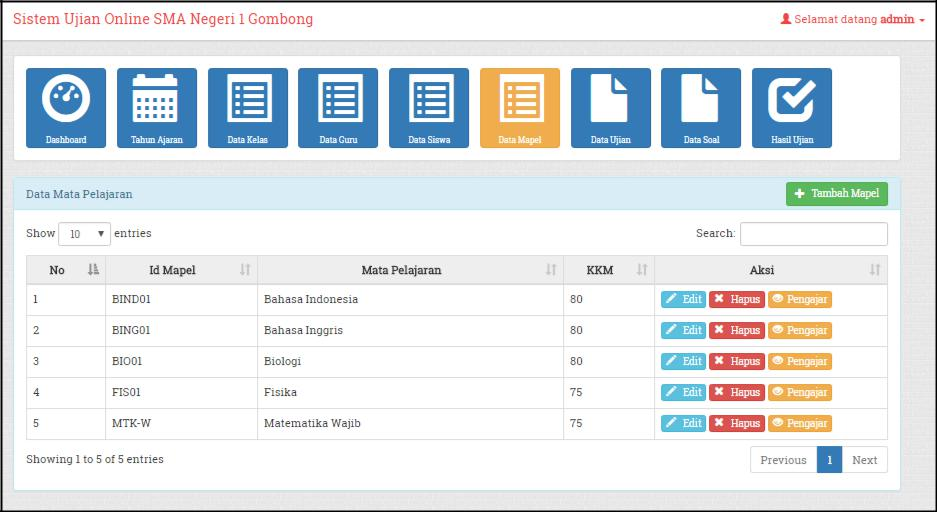 Sistem Ujian Online SMA Negeri 1 Gombong
Selamat datang admin
Dashboard
Tahun Ajaran
Data Kelas
Data Guru
Data Siswa
Data Mapel
Data Ujian
Data Soal
Hasil Ujian
Data Mata Pelajaran
Tambah Mapel
Show 10 entries
Search:
No Id Mapel Mata Pelajaran KKM Aksi
1 BIND01 Bahasa Indonesia 80 Edit Hapus Pengajar
2 BING01 Bahasa Inggris 80 Edit Hapus Pengajar
3 BIO01 Biologi 80 Edit Hapus Pengajar
4 FIS01 Fisika 75 Edit Hapus Pengajar
5 MTK-W Matematika Wajib 75 Edit Hapus Pengajar
Showing 1 to 5 of 5 entries
Previous 1 Next